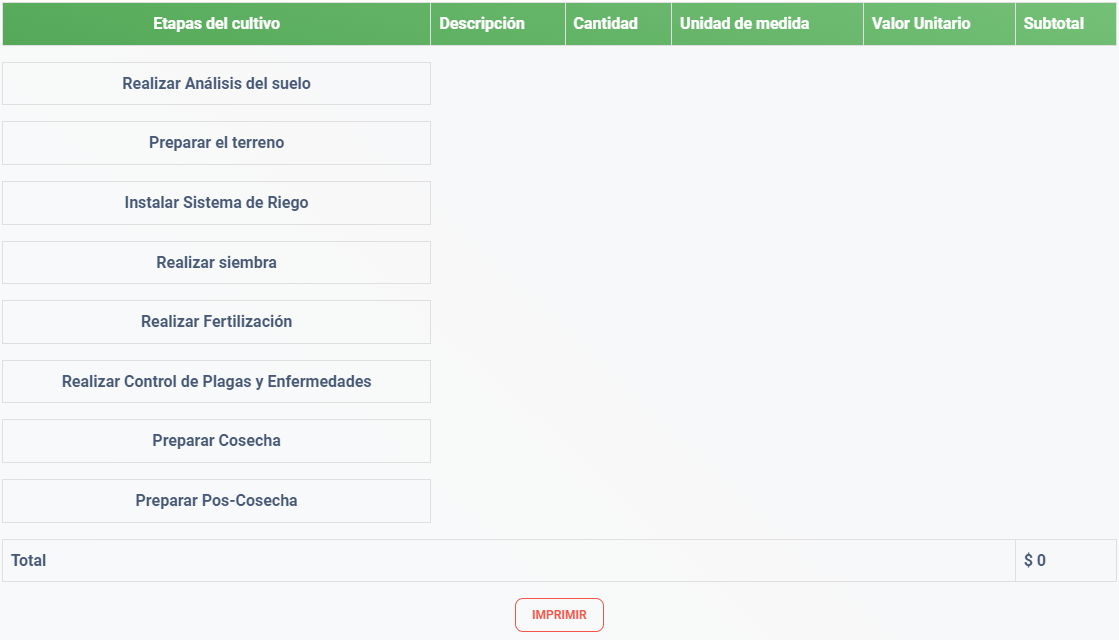 Etapas del cultivo Descripción Cantidad Unidad de medida Valor Unitario Subtotal
Realizar Análisis del suelo
Preparar el terreno
Instalar Sistema de Riego
Realizar siembra
Realizar Fertilización
Realizar Control de Plagas y Enfermedades
Preparar Cosecha
Preparar Pos-Cosecha
Total $ 0
IMPRIMIR